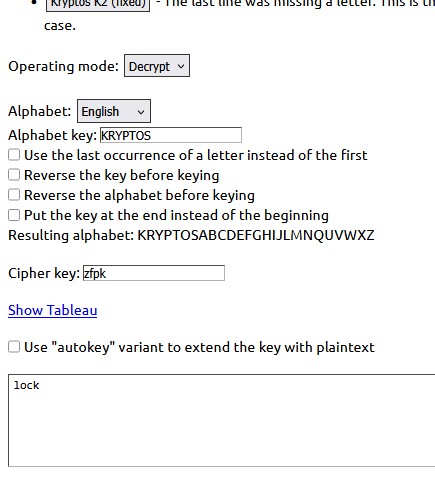 Kryptos K2 (fixed) - The last line was missing a letter. This is th
case.
Operating mode: Decrypt
Alphabet: English
Alphabet key: KRYPTOS
Use the last occurrence of a letter instead of the first
Reverse the key before keying
Reverse the alphabet before keying
Put the key at the end instead of the beginning
Resulting alphabet: KRYPTOSABCDEFGHIJLMNQUVWXZ
Cipher key: zfpk
Show Tableau
Use "autokey" variant to extend the key with plaintext
lock